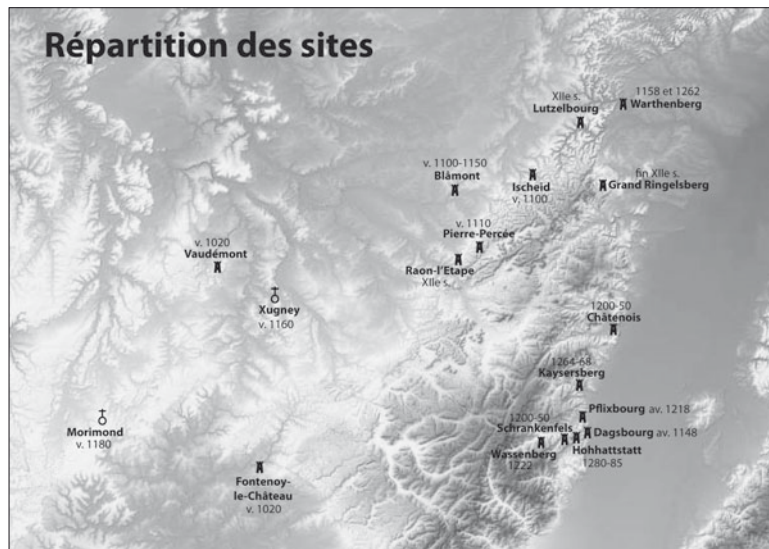 Répartition des sites
1158 et 1262
Warthenberg
XIIe s.
Lutzelbourg
v. 1100-1150
Blâmont
Ischeid
v. 1100
fin XIIe s.
Grand Ringelsberg
v. 1110
Pierre-Percée
Raon-l'Etape
XIIe s.
v. 1020
Vaudémont
Xugney
v. 1160
1200-50
Châtenois
1264-68
Kaysersberg
Pflixbourg av. 1218
Morimond
v. 1180
1200-50
Schrankenfels
Dagsbourg av. 1148
Wassenberg
1222
Hohhattstatt
1280-85
Fontenoy-
le-Château
v. 1020